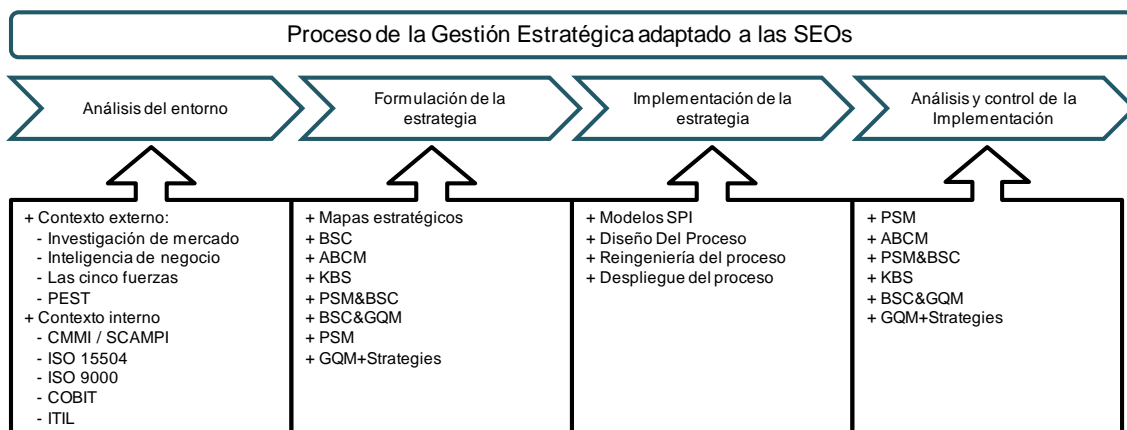 Proceso de la Gestión Estratégica adaptado a las SEOs
Análisis del entorno
Formulación de la
estrategia
Implementación de la
estrategia
Análisis y control de la
Implementación
+ Contexto externo:
- Investigación de mercado
- Inteligencia de negocio
- Las cinco fuerzas
- PEST
+ Contexto interno
- CMMI / SCAMPI
- ISO 15504
- ISO 9000
- COBIT
- ITIL
+ Mapas estratégicos
+ BSC
+ ABCM
+ KBS
+ PSM&BSC
+ BSC&GQM
+ PSM
+ GQM+Strategies
+ Modelos SPI
+ Diseño Del Proceso
+ Reingeniería del proceso
+ Despliegue del proceso
+ PSM
+ ABCM
+ PSM&BSC
+ KBS
+ BSC&GQM
+ GQM+Strategies